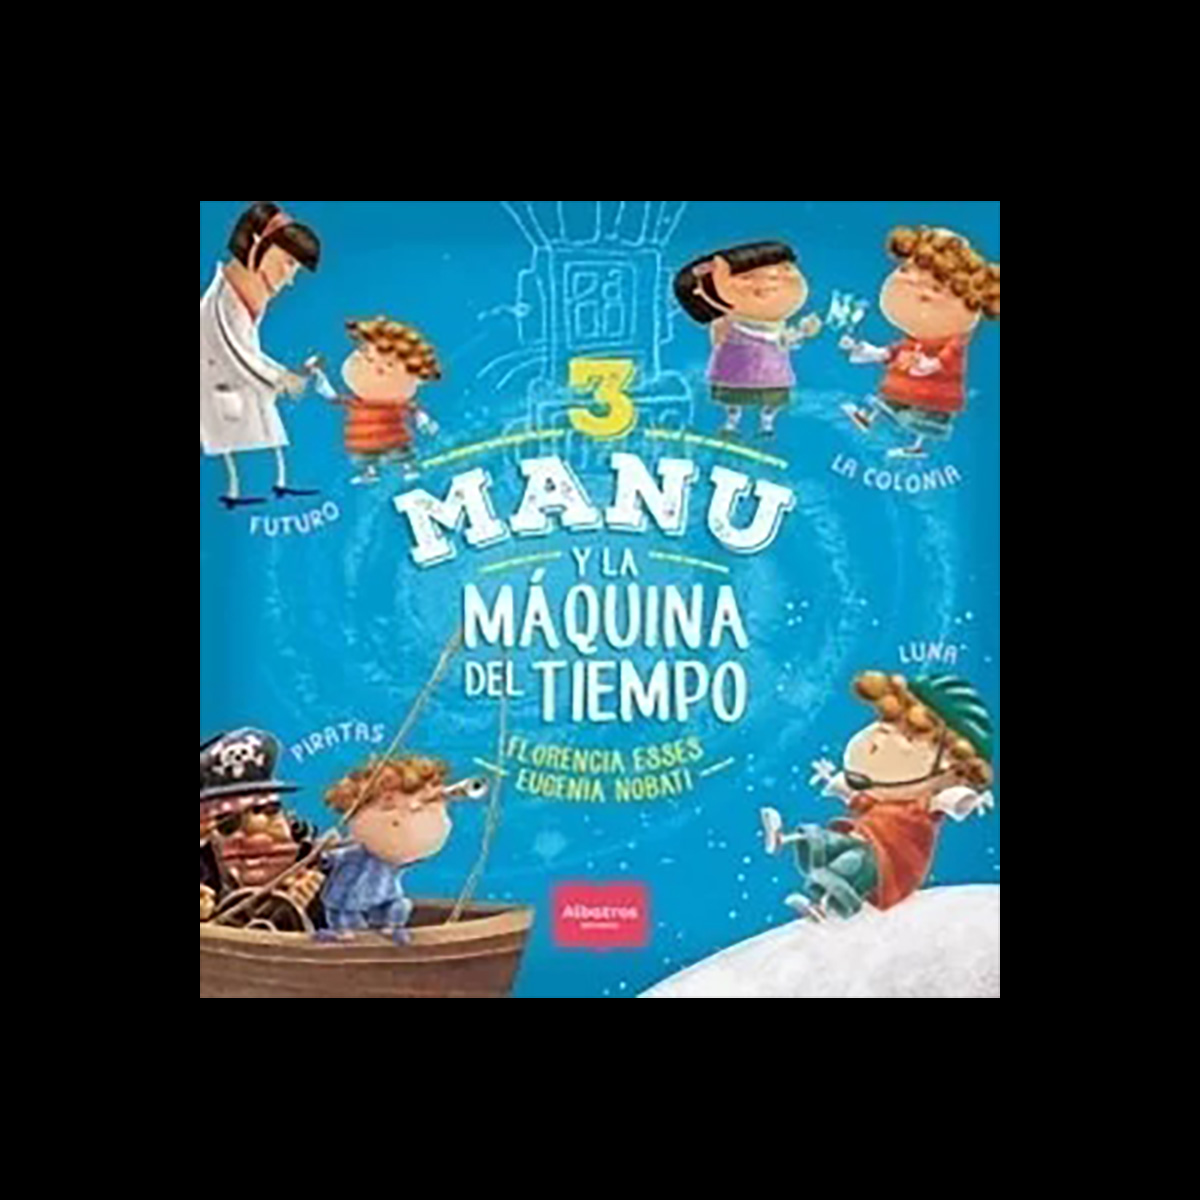 3
MANU
Y LA
MÁQUINA
DEL TIEMPO
FLORENCIA ESSES
EUGENIA NOBATI
FUTURO
LA COLONIA
PIRATAS
LUNA
Albatros